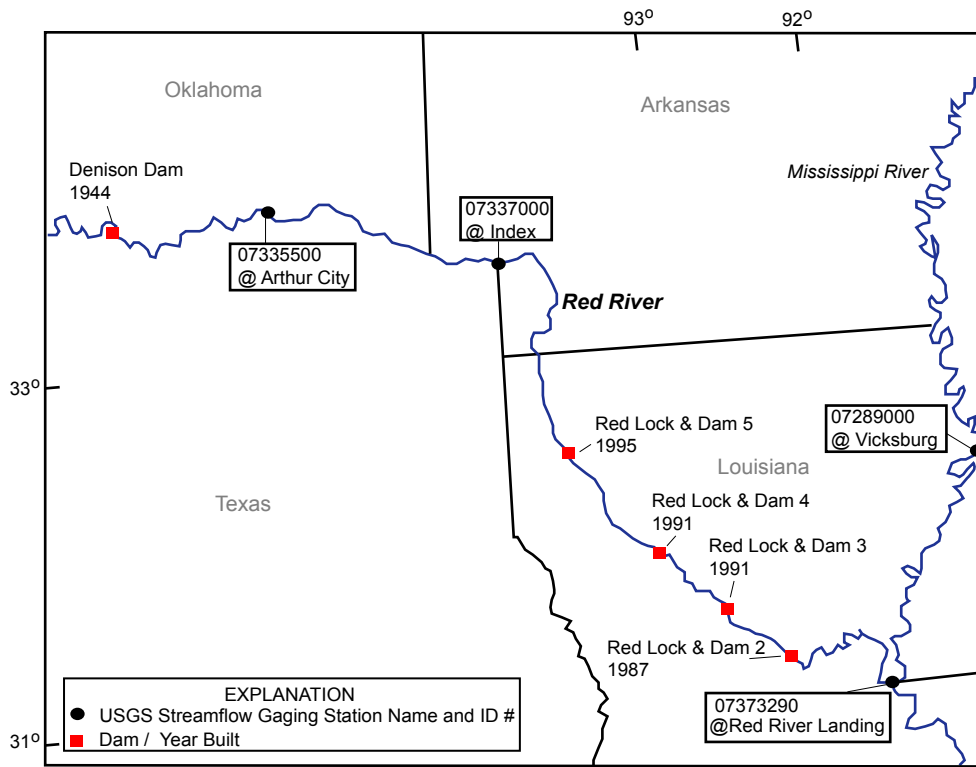 93°
92°
Oklahoma
Arkansas
Denison Dam
1944
Mississippi River
07337000
@ Index
07335500
@ Arthur City
Red River
33°
07289000
@ Vicksburg
Red Lock & Dam 5
1995
Louisiana
Texas
Red Lock & Dam 4
1991
Red Lock & Dam 3
1991
Red Lock & Dam 2
1987
07373290
@Red River Landing
31°
EXPLANATION
USGS Streamflow Gaging Station Name and ID #
Dam / Year Built